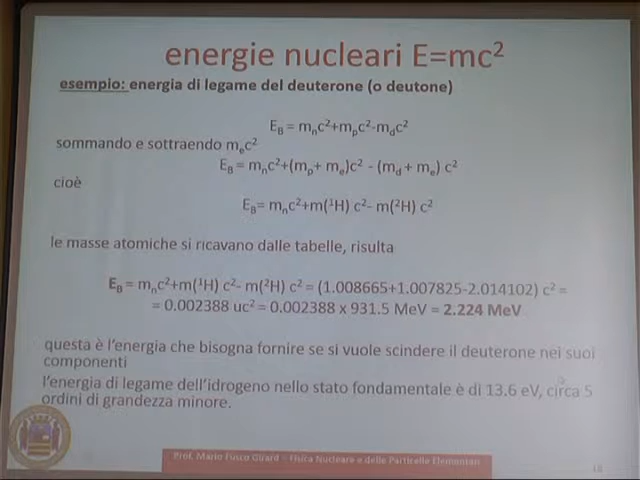 energie nucleari E=mc²
esempio: energia di legame del deuterone (o deutone)
E_B = m_nc²+m_pc²-m_dc²
sommando e sottraendo m_ec²
E_B = m_nc²+(m_p+ m_e)c² - (m_d + m_e) c²
cioè
E_B= m_nc²+m(¹H) c²- m(²H) c²
le masse atomiche si ricavano dalle tabelle, risulta
E_B = m_nc²+m(¹H) c²- m(²H) c² = (1.008665+1.007825-2.014102) c² =
= 0.002388 uc² = 0.002388 x 931.5 MeV = 2.224 MeV
questa è l'energia che bisogna fornire se si vuole scindere il deuterone nei suoi
componenti
l'energia di legame dell'idrogeno nello stato fondamentale è di 13.6 eV, circa 5
ordini di grandezza minore.
Prof. Mario Fusco Girard – Fisica Nucleare e delle Particelle Elementari